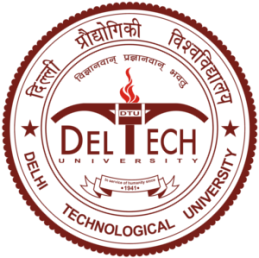 दिल्ली प्रौद्योगिकी विश्वविद्यालय
विज्ञानवान् प्रज्ञानवान् भवतु
DTU
DELTECH
UNIVERSITY
In service of humanity since
•1941•
DELHI TECHNOLOGICAL UNIVERSITY